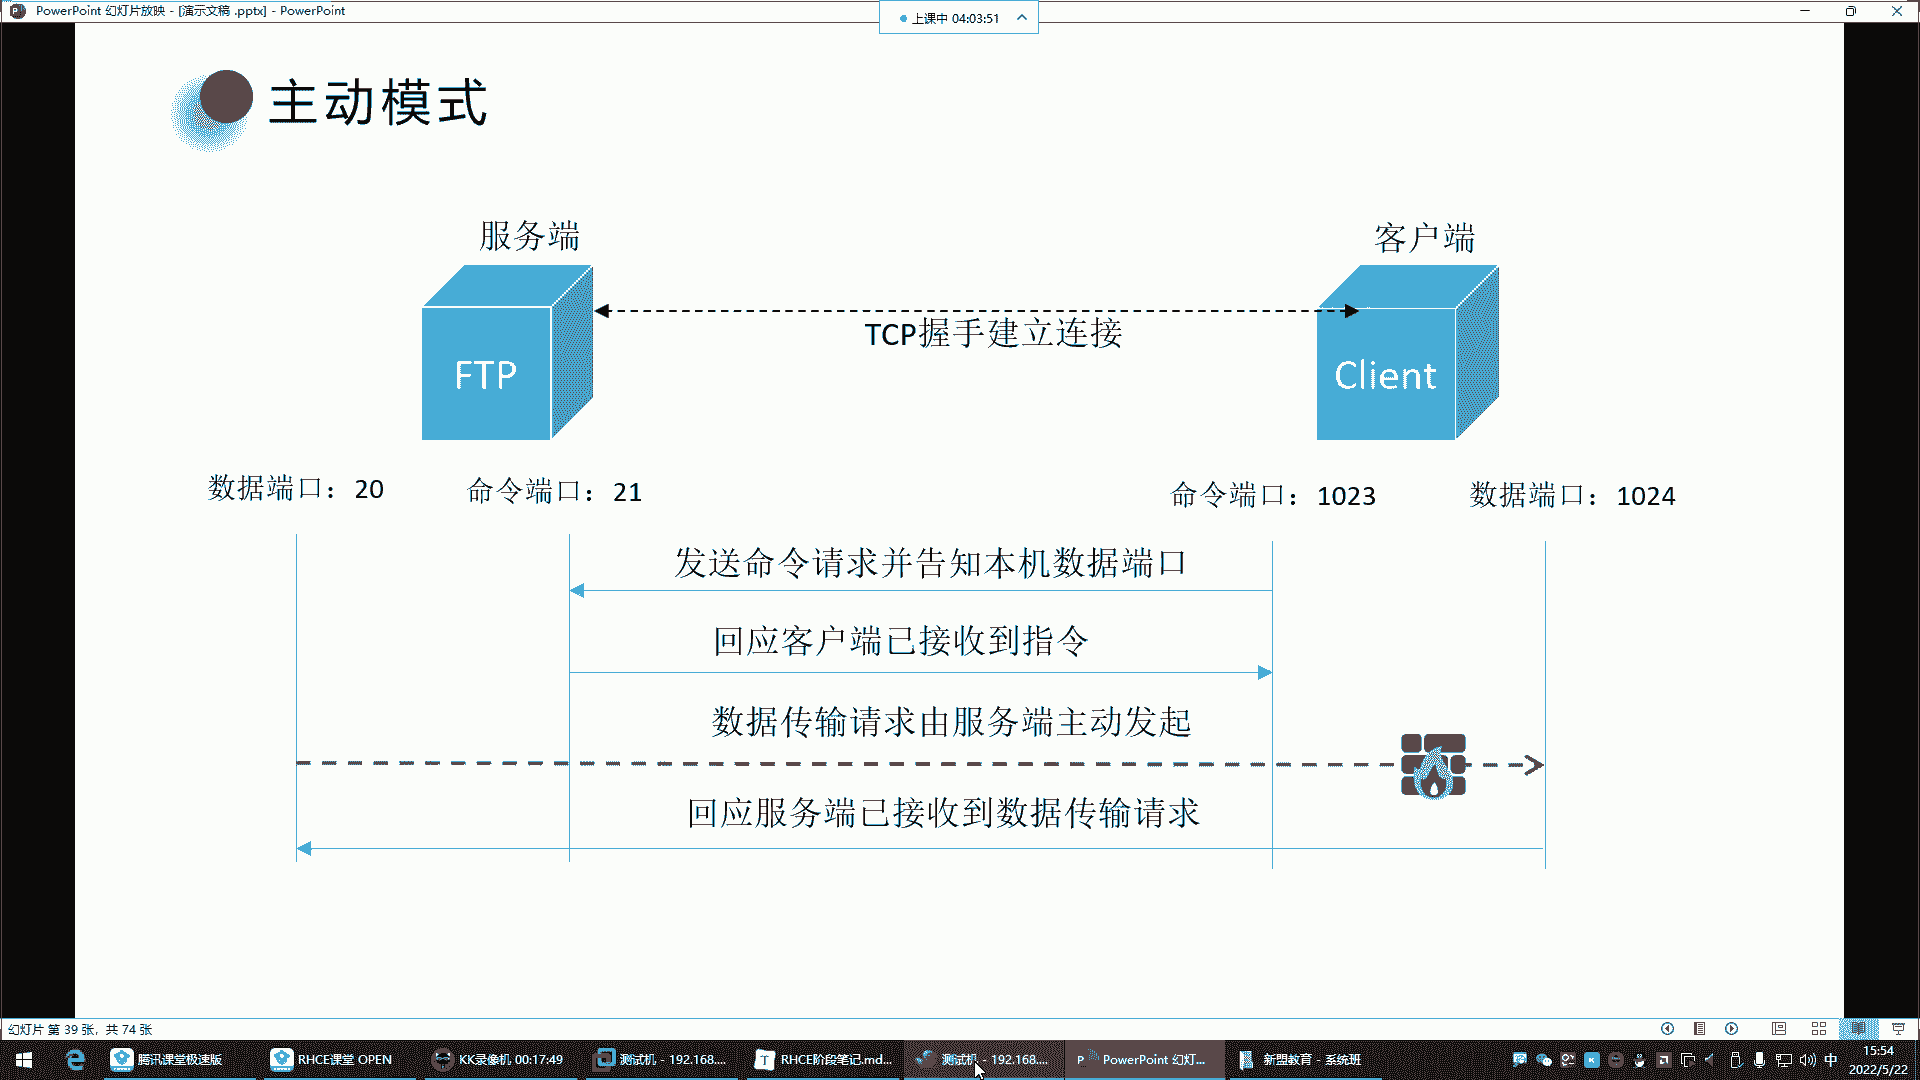 PowerPoint 幻灯片放映 - [演示文稿 .pptx] - PowerPoint
上课中 04:03:51
主动模式
服务端
客户端
TCP握手建立连接
FTP
Client
数据端口：20
命令端口：21
命令端口：1023
数据端口：1024
发送命令请求并告知本机数据端口
回应客户端已接收到指令
数据传输请求由服务端主动发起
回应服务端已接收到数据传输请求
幻灯片 第 39 张，共 74 张
腾讯课堂极速版
RHCE课堂 OPEN
KK录像机 00:17:49
测试机 - 192.168....
RHCE阶段笔记.md...
测试机 - 192.168....
PowerPoint 幻灯...
新盟教育 - 系统班
中
15:54
2022/5/22